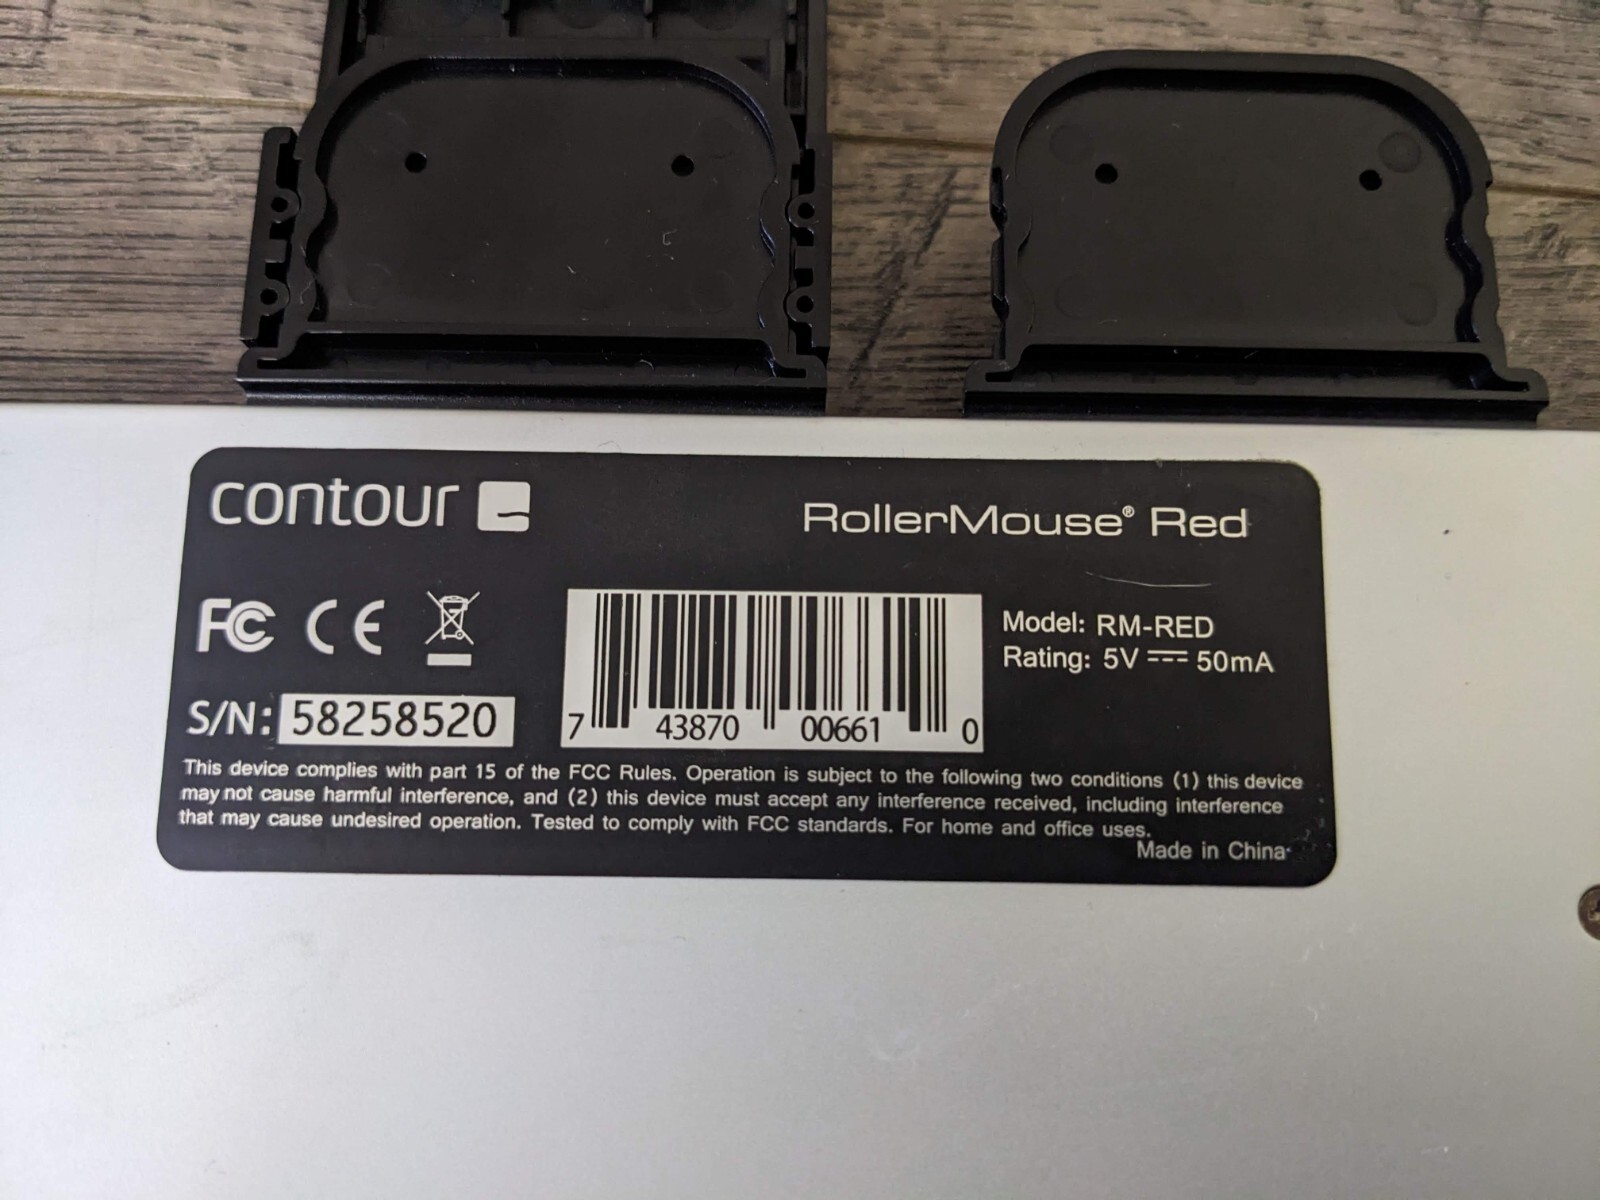 contour
RollerMouse® Red
FC CE
Model: RM-RED
Rating: 5V ⎓ 50mA
S/N: 58258520
7 43870 00661 0
This device complies with part 15 of the FCC Rules. Operation is subject to the following two conditions (1) this device
may not cause harmful interference, and (2) this device must accept any interference received, including interference
that may cause undesired operation. Tested to comply with FCC standards. For home and office uses.
Made in China